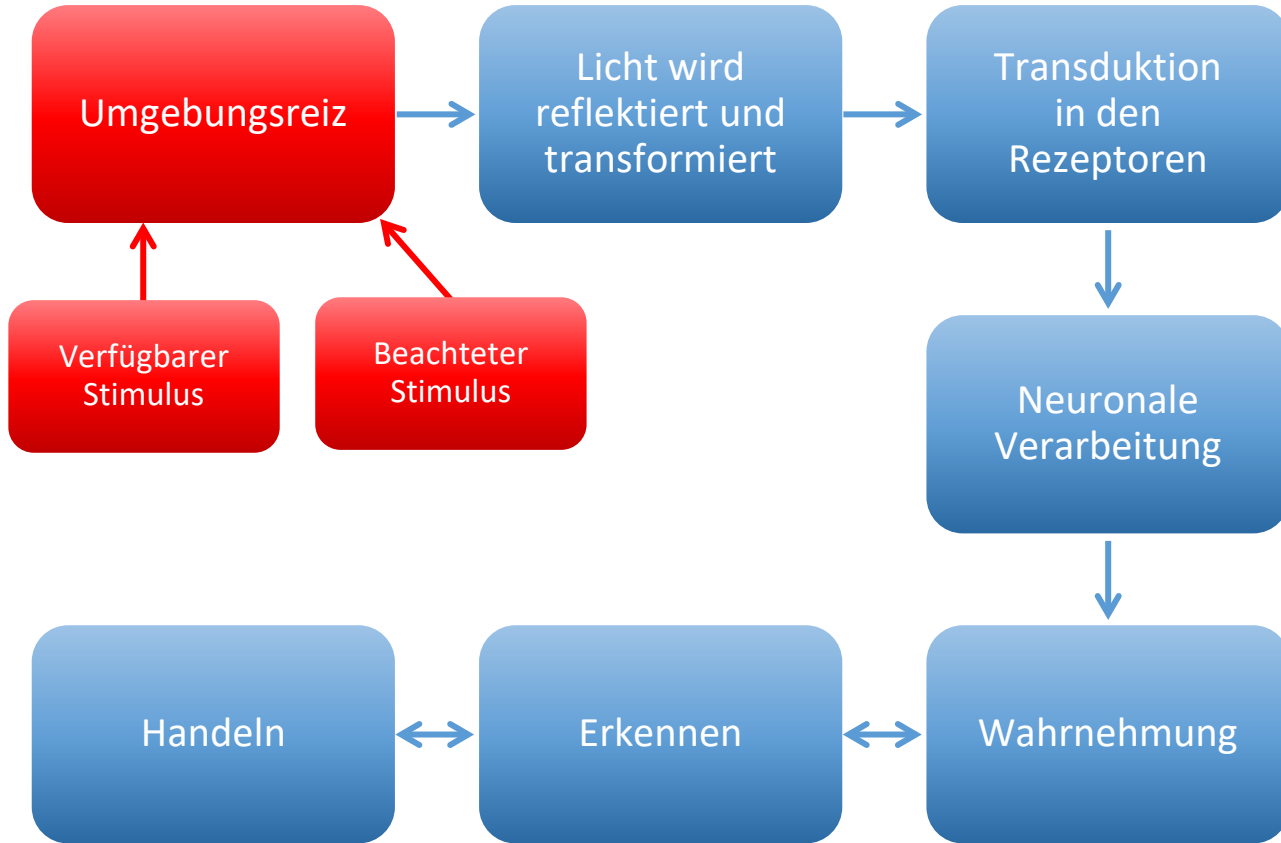 Umgebungsreiz
Licht wird
reflektiert und
transformiert
Transduktion
in den
Rezeptoren
Verfügbarer
Stimulus
Beachteter
Stimulus
Neuronale
Verarbeitung
Handeln
Erkennen
Wahrnehmung